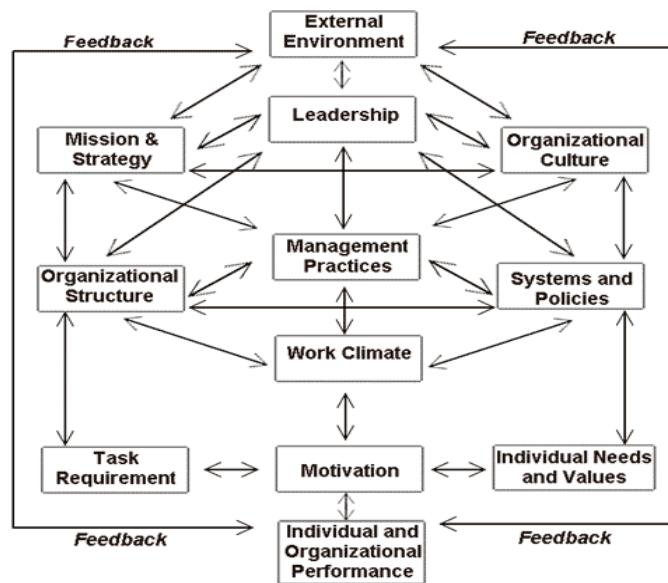 External
Environment
Feedback
Feedback
Leadership
Mission &
Strategy
Organizational
Culture
Management
Practices
Organizational
Structure
Systems and
Policies
Work Climate
Task
Requirement
Motivation
Individual Needs
and Values
Feedback
Individual and
Organizational
Performance
Feedback